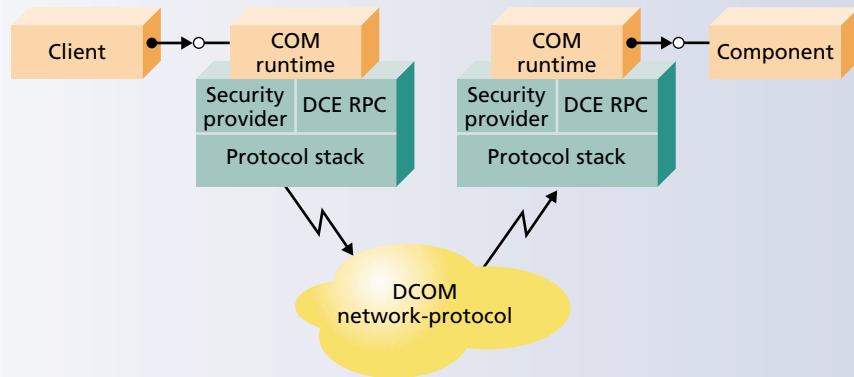 Client
COM
runtime
Security
provider
DCE RPC
Protocol stack
COM
runtime
Component
Security
provider
DCE RPC
Protocol stack
DCOM
network-protocol